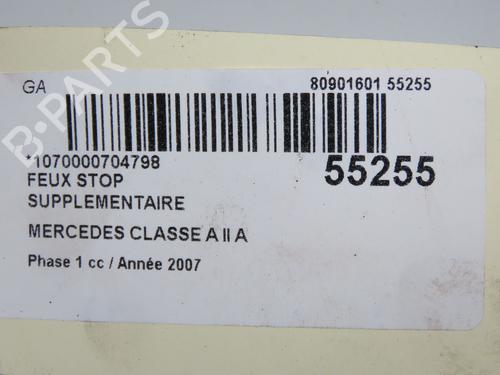 GA 80901601 55255
*1070000704798
55255
FEUX STOP
SUPPLEMENTAIRE
MERCEDES CLASSE A II A
Phase 1 cc / Année 2007
B-PARTS